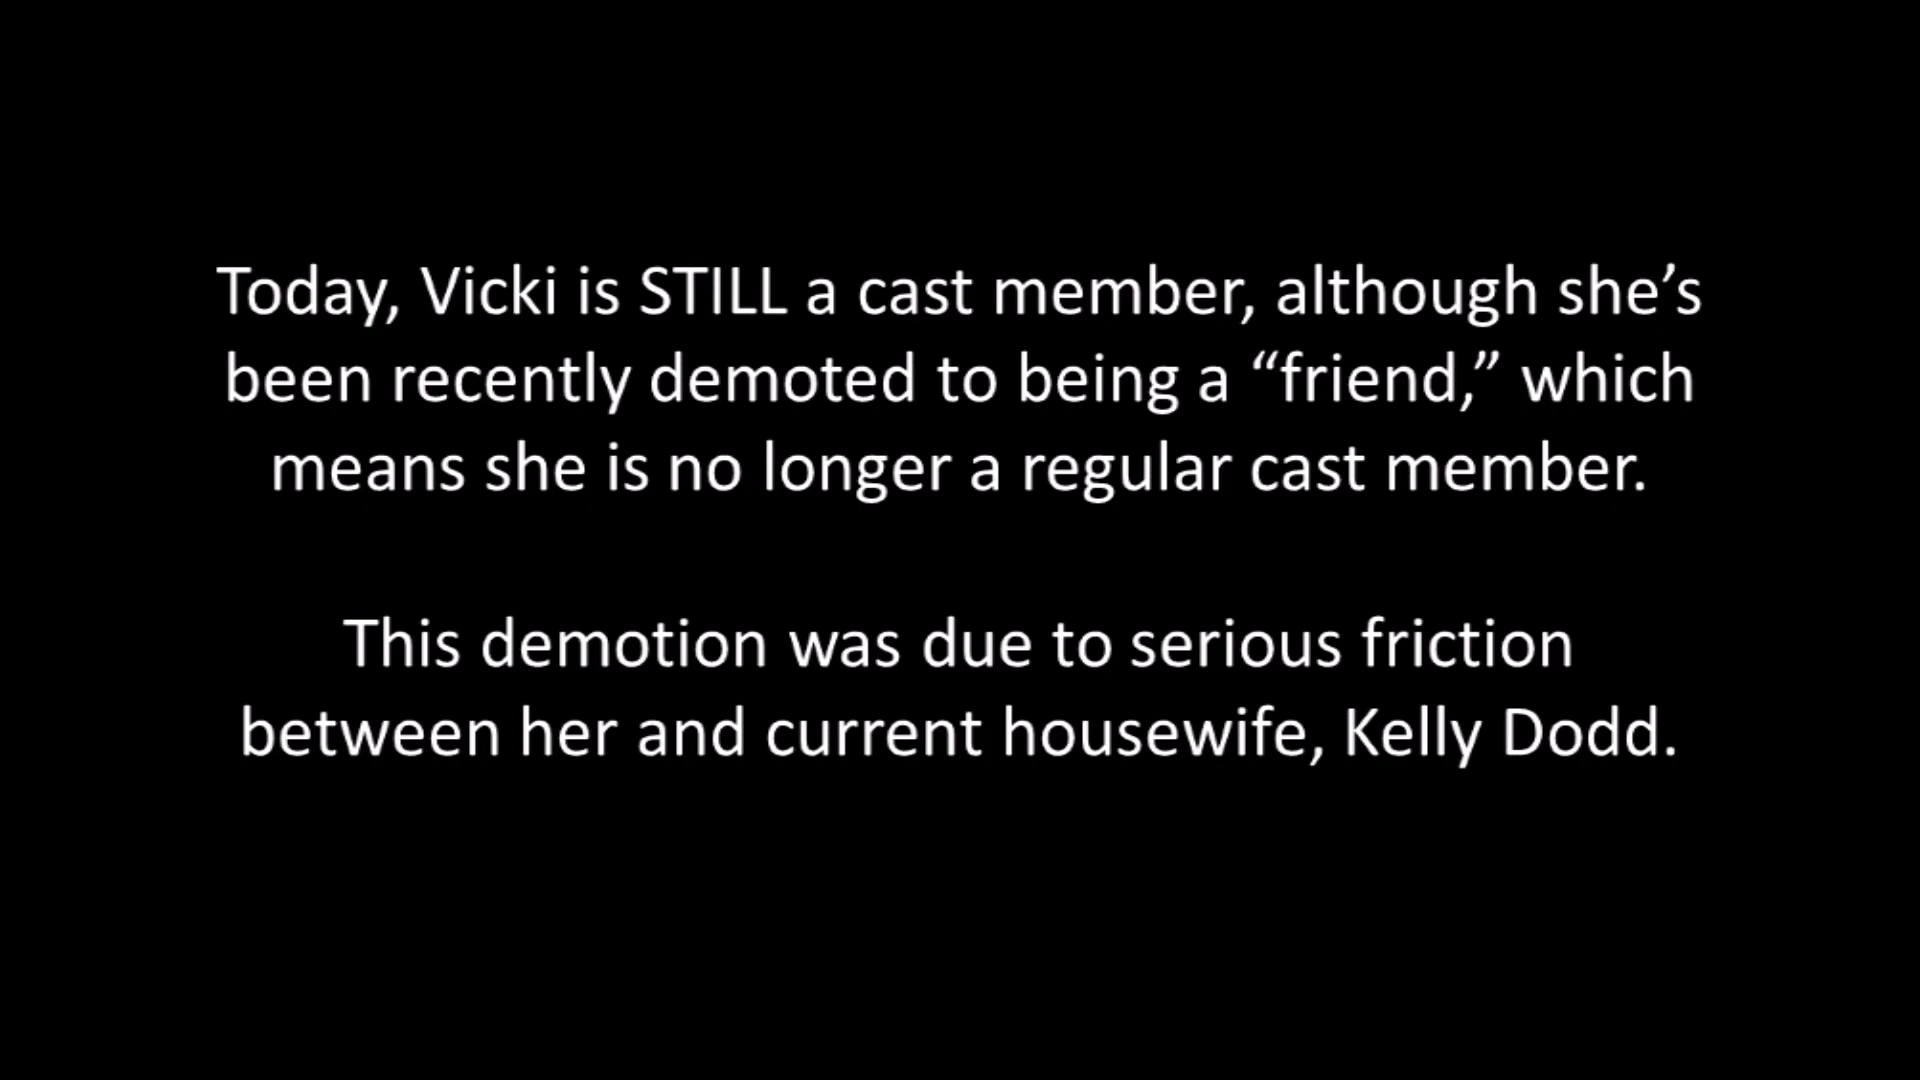 Today, Vicki is STILL a cast member, although she’s
been recently demoted to being a “friend,” which
means she is no longer a regular cast member.
This demotion was due to serious friction
between her and current housewife, Kelly Dodd.